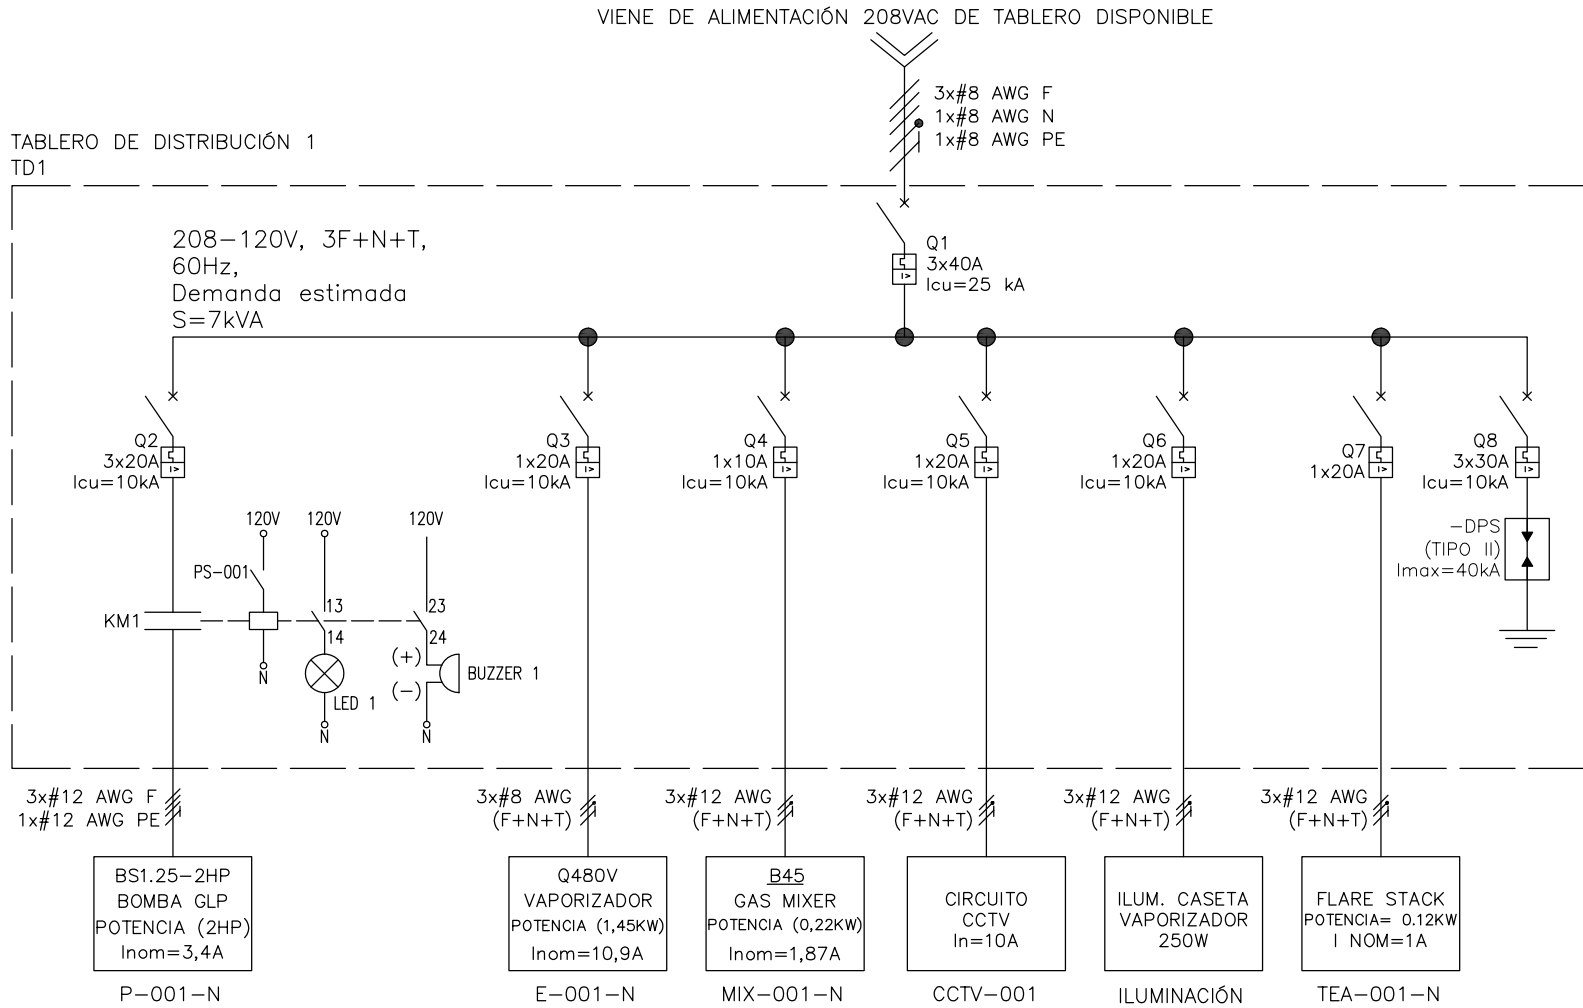 VIENE DE ALIMENTACIÓN 208VAC DE TABLERO DISPONIBLE
3x#8 AWG F
1x#8 AWG N
1x#8 AWG PE
TABLERO DE DISTRIBUCIÓN 1
TD1
208-120V, 3F+N+T,
60Hz,
Demanda estimada
S=7kVA
Q1
3x40A
Icu=25 kA
Q2
3x20A
Icu=10kA
Q3
1x20A
Icu=10kA
Q4
1x10A
Icu=10kA
Q5
1x20A
Icu=10kA
Q6
1x20A
Icu=10kA
Q7
1x20A
Q8
3x30A
Icu=10kA
-DPS
(TIPO II)
Imax=40kA
120V
120V
120V
PS-001
KM1
13
14
23
24
N
LED 1
N
(+)
(-)
BUZZER 1
N
3x#12 AWG F
1x#12 AWG PE
3x#8 AWG
(F+N+T)
3x#12 AWG
(F+N+T)
3x#12 AWG
(F+N+T)
3x#12 AWG
(F+N+T)
3x#12 AWG
(F+N+T)
BS1.25-2HP
BOMBA GLP
POTENCIA (2HP)
Inom=3,4A
P-001-N
Q480V
VAPORIZADOR
POTENCIA (1,45KW)
Inom=10,9A
E-001-N
B45
GAS MIXER
POTENCIA (0,22KW)
Inom=1,87A
MIX-001-N
CIRCUITO
CCTV
In=10A
CCTV-001
ILUM. CASETA
VAPORIZADOR
250W
ILUMINACIÓN
FLARE STACK
POTENCIA= 0.12KW
I NOM=1A
TEA-001-N